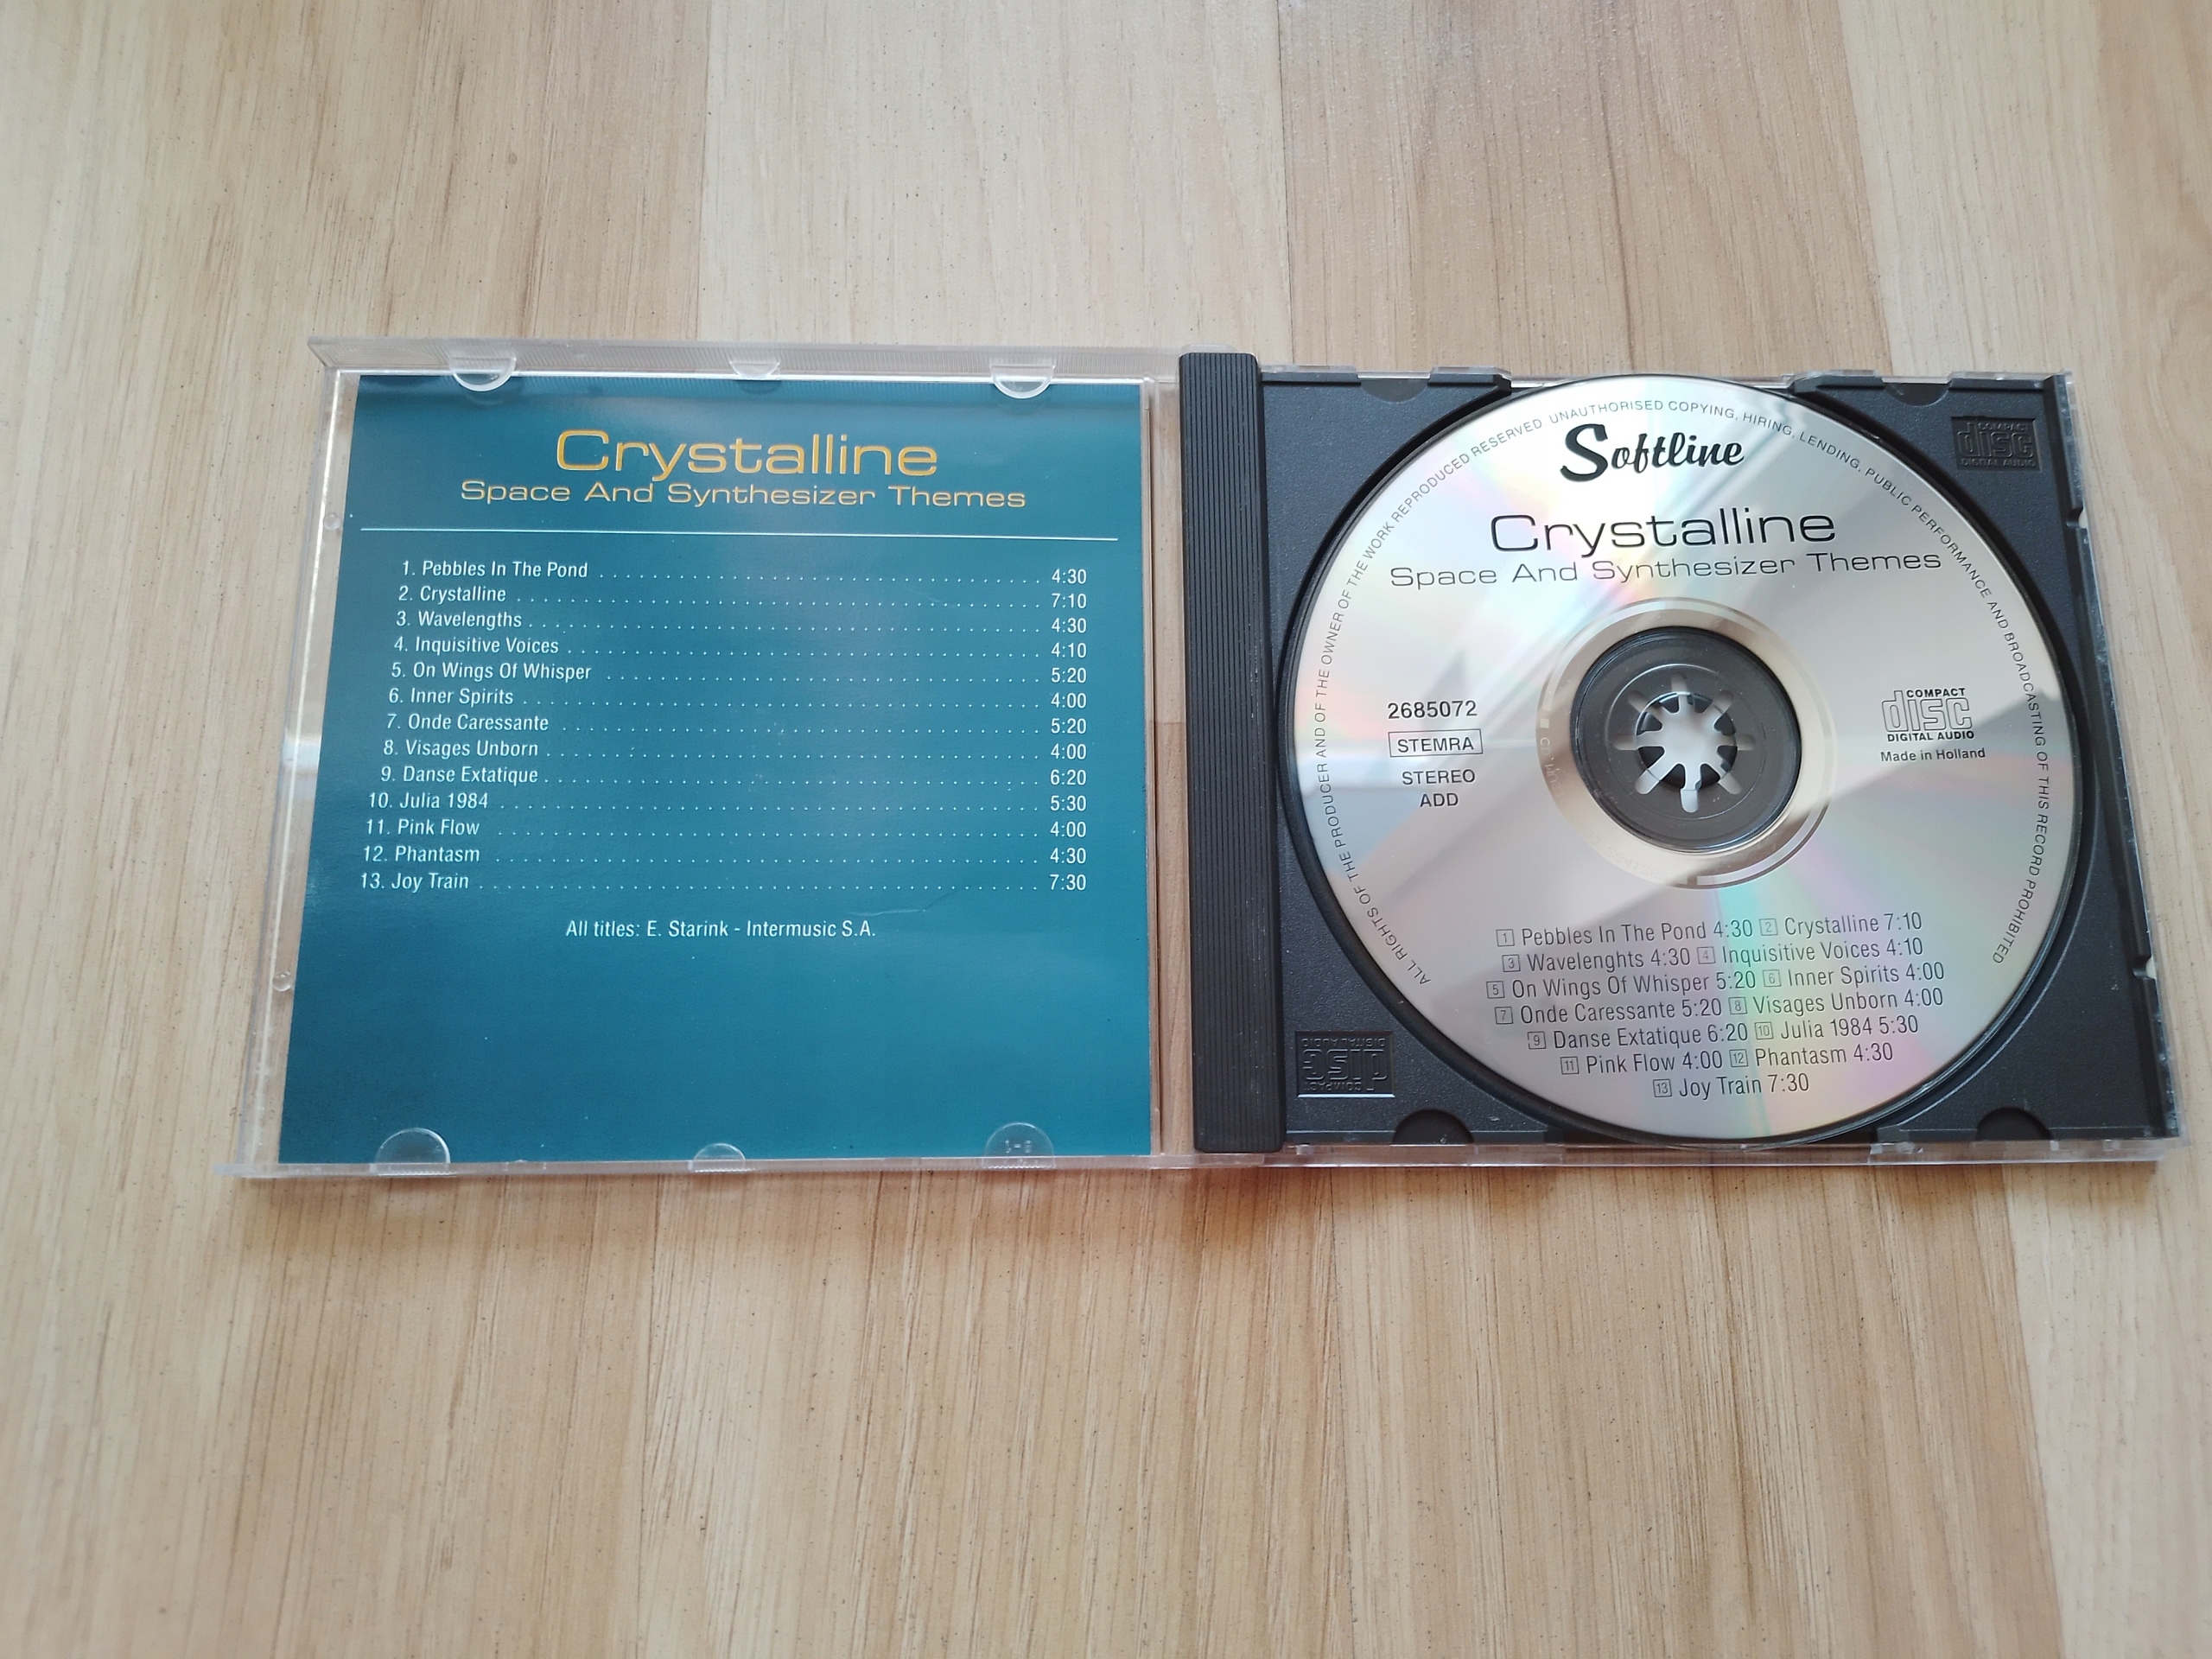 Crystalline
Space And Synthesizer Themes
1. Pebbles In The Pond . . . . . . . . . . . . . . . . . . . . . . . . . . . . . . . . . . . . . . 4:30
2. Crystalline . . . . . . . . . . . . . . . . . . . . . . . . . . . . . . . . . . . . . . . . . . . . . 7:10
3. Wavelengths . . . . . . . . . . . . . . . . . . . . . . . . . . . . . . . . . . . . . . . . . . . . 4:30
4. Inquisitive Voices . . . . . . . . . . . . . . . . . . . . . . . . . . . . . . . . . . . . . . . . . 4:10
5. On Wings Of Whisper . . . . . . . . . . . . . . . . . . . . . . . . . . . . . . . . . . . . . 5:20
6. Inner Spirits . . . . . . . . . . . . . . . . . . . . . . . . . . . . . . . . . . . . . . . . . . . . 4:00
7. Onde Caressante . . . . . . . . . . . . . . . . . . . . . . . . . . . . . . . . . . . . . . . . . 5:20
8. Visages Unborn . . . . . . . . . . . . . . . . . . . . . . . . . . . . . . . . . . . . . . . . . . 4:00
9. Danse Extatique . . . . . . . . . . . . . . . . . . . . . . . . . . . . . . . . . . . . . . . . . . 6:20
10. Julia 1984 . . . . . . . . . . . . . . . . . . . . . . . . . . . . . . . . . . . . . . . . . . . . . . 5:30
11. Pink Flow . . . . . . . . . . . . . . . . . . . . . . . . . . . . . . . . . . . . . . . . . . . . . . 4:00
12. Phantasm . . . . . . . . . . . . . . . . . . . . . . . . . . . . . . . . . . . . . . . . . . . . . . 4:30
13. Joy Train . . . . . . . . . . . . . . . . . . . . . . . . . . . . . . . . . . . . . . . . . . . . . . . 7:30
All titles: E. Starink - Intermusic S.A.
ALL RIGHTS OF THE PRODUCER AND OF THE OWNER OF THE WORK REPRODUCED RESERVED UNAUTHORISED COPYING, HIRING, LENDING, PUBLIC PERFORMANCE AND BROADCASTING OF THIS RECORD PROHIBITED
Softline
Crystalline
Space And Synthesizer Themes
2685072
STEMRA
STEREO
ADD
COMPACT
disc
DIGITAL AUDIO
Made in Holland
1 Pebbles In The Pond 4:30 2 Crystalline 7:10
3 Wavelenghts 4:30 4 Inquisitive Voices 4:10
5 On Wings Of Whisper 5:20 6 Inner Spirits 4:00
7 Onde Caressante 5:20 8 Visages Unborn 4:00
9 Danse Extatique 6:20 10 Julia 1984 5:30
11 Pink Flow 4:00 12 Phantasm 4:30
13 Joy Train 7:30
COMPACT
disc
DIGITAL AUDIO
COMPACT
disc
DIGITAL AUDIO